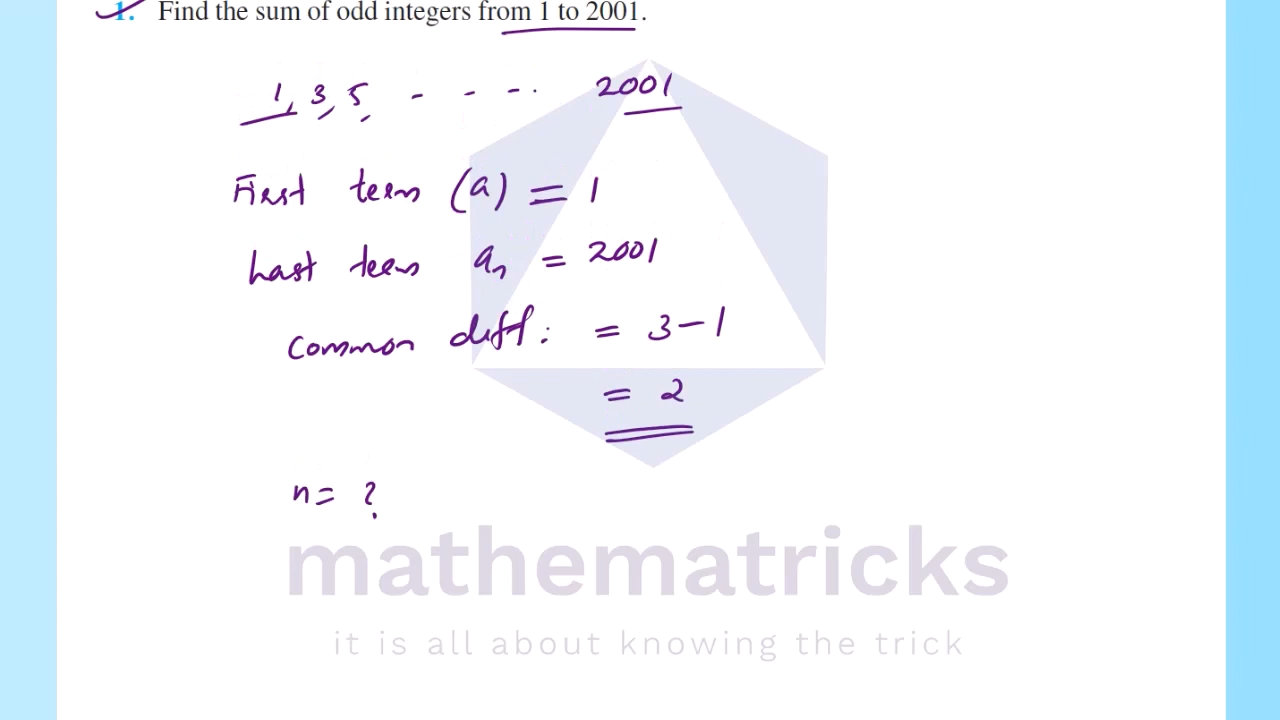 1. Find the sum of odd integers from 1 to 2001.
1, 3, 5, - - - . 2001
First term (a) = 1
Last term aₙ = 2001
Common diff: = 3-1
= 2
n = ?
mathematricks
it is all about knowing the trick